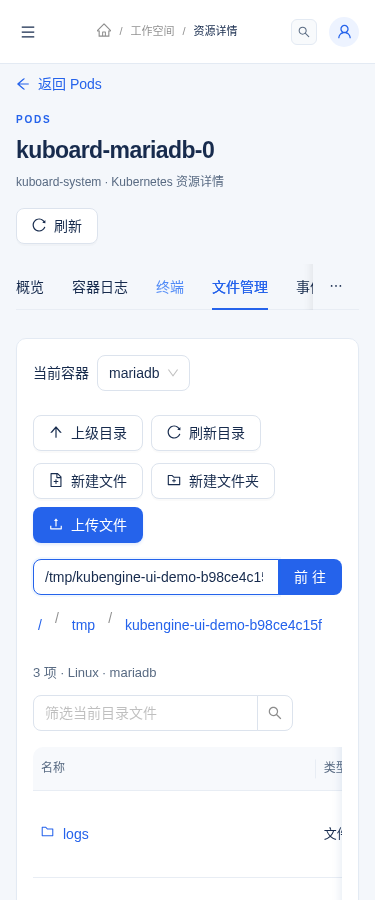 / 工作空间 / 资源详情
返回 Pods
PODS
kuboard-mariadb-0
kuboard-system · Kubernetes 资源详情
刷新
概览 容器日志 终端 文件管理 ···
当前容器 mariadb
上级目录 刷新目录
新建文件 新建文件夹
上传文件
/tmp/kubengine-ui-demo-b98ce4c1 前 往
/ / tmp / kubengine-ui-demo-b98ce4c15f
3 项 · Linux · mariadb
筛选当前目录文件
名称
logs